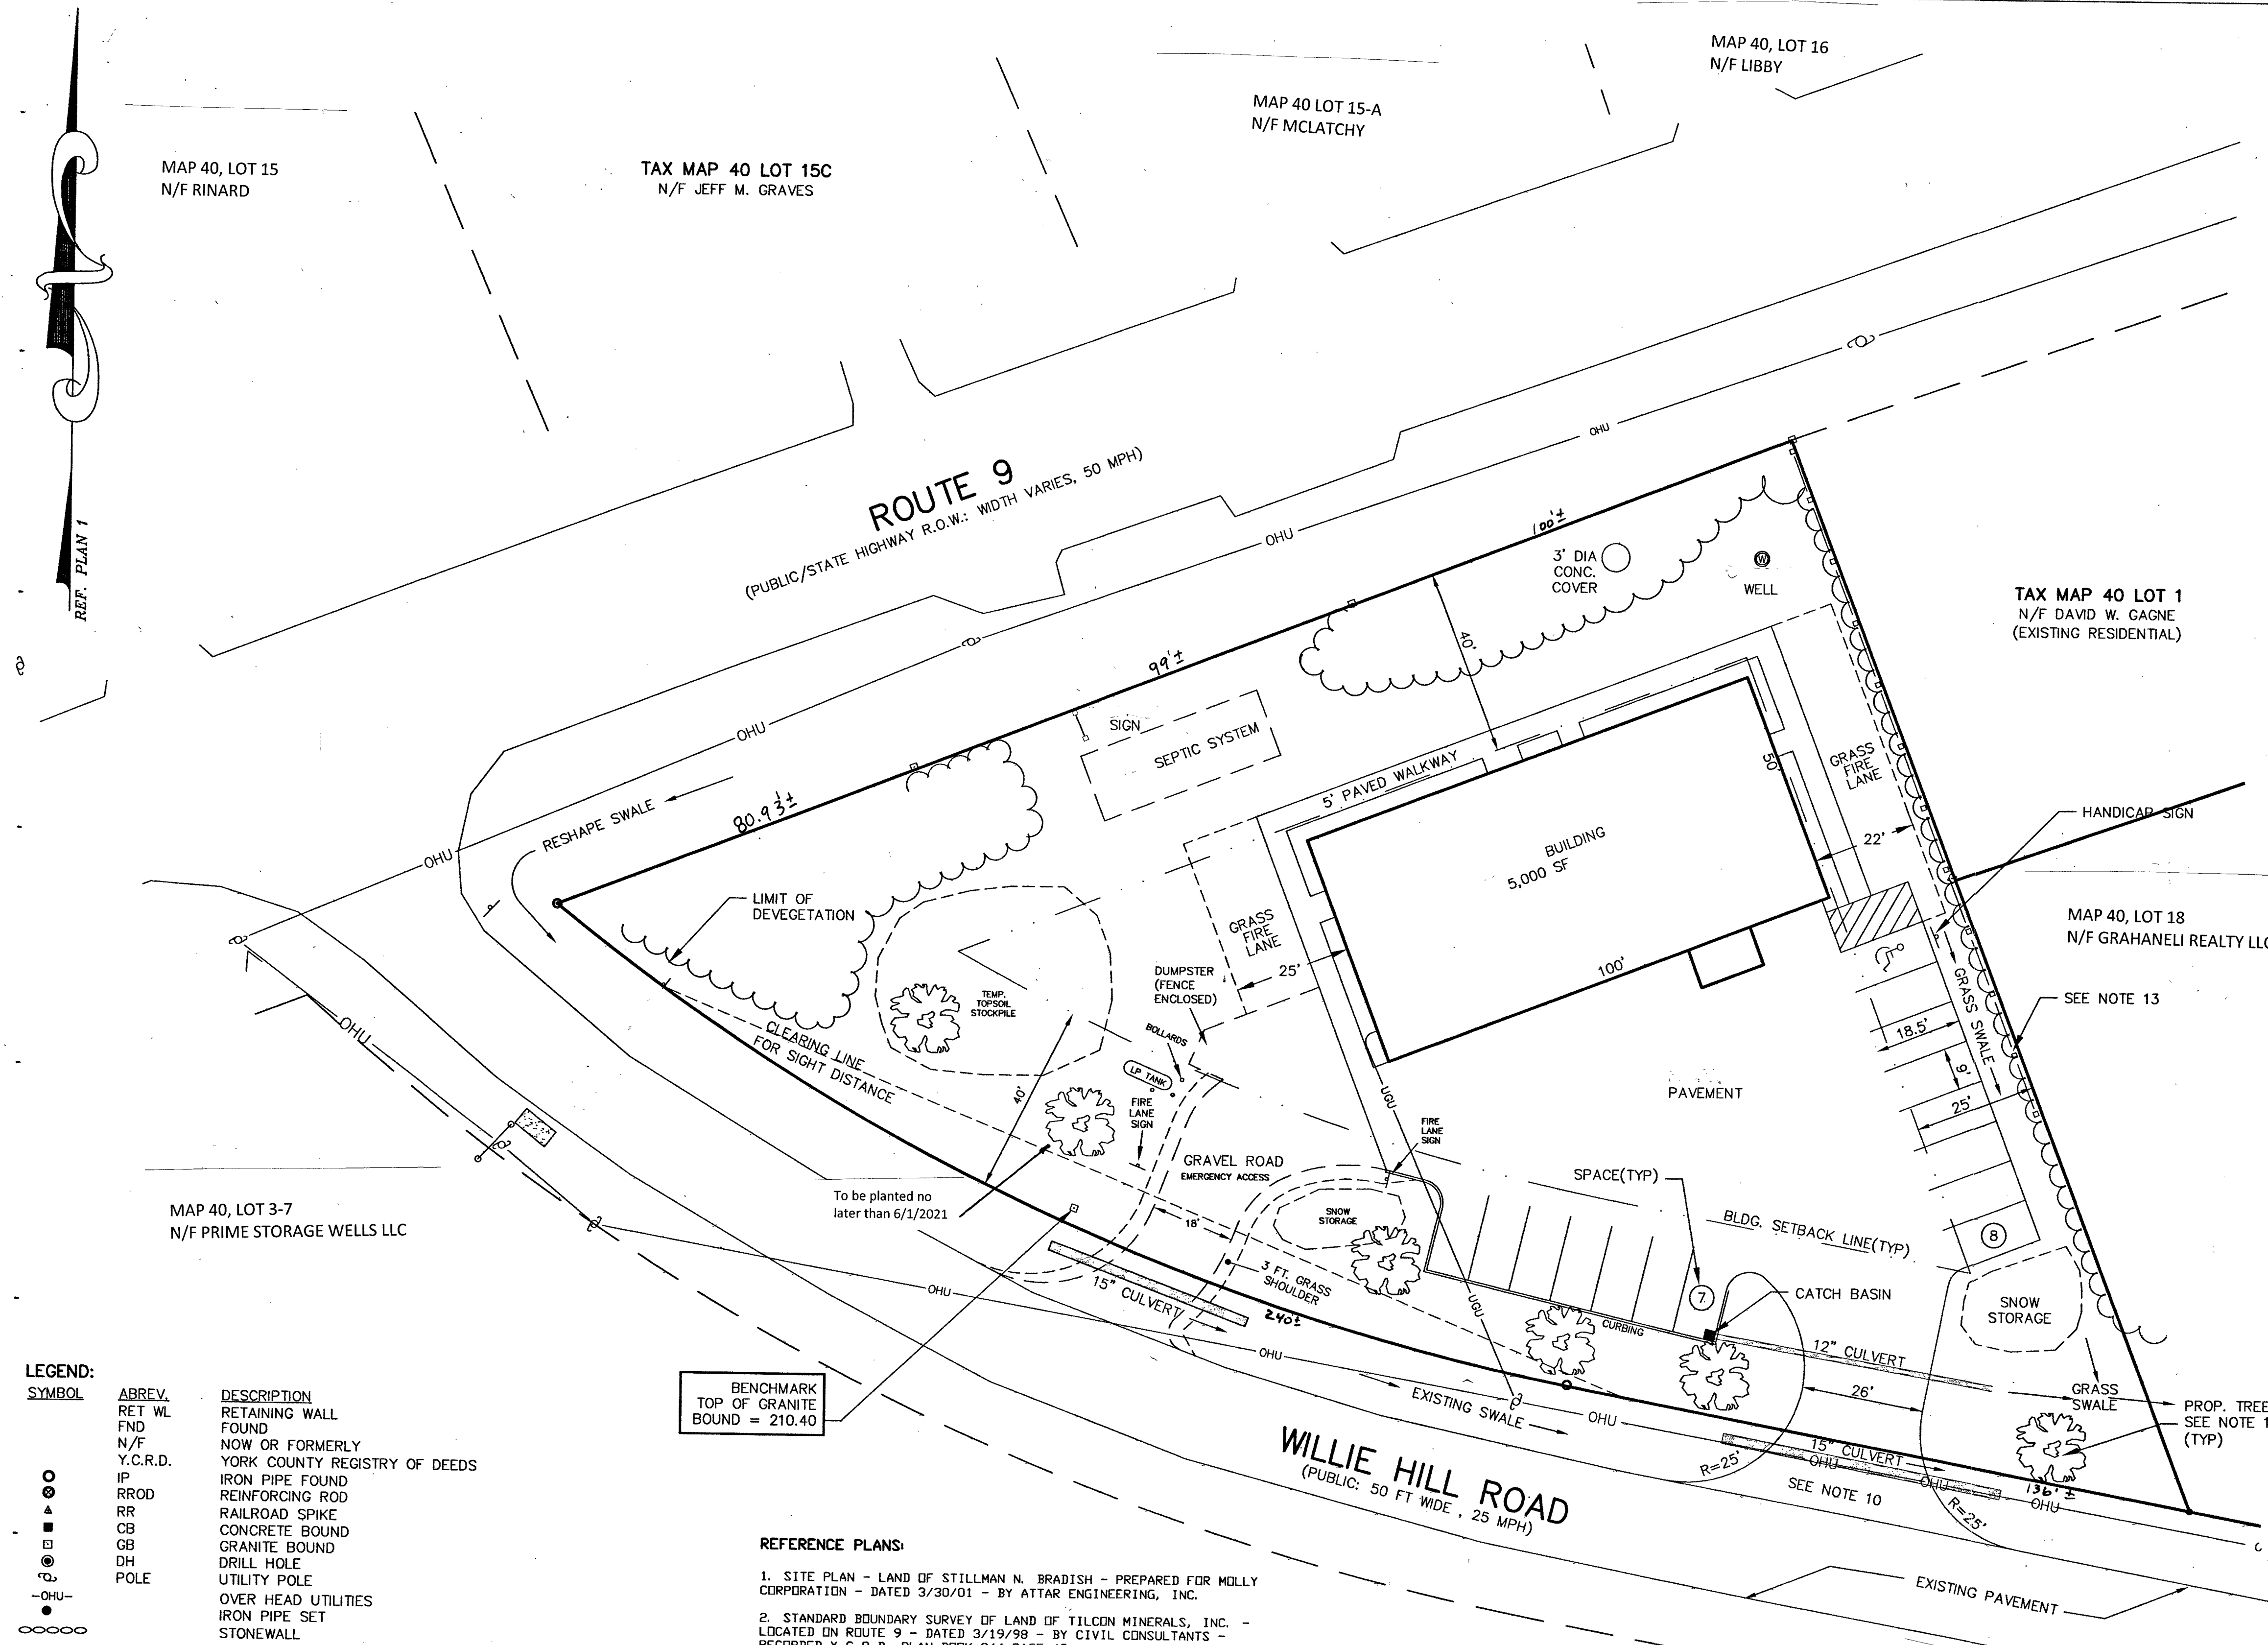 MAP 40, LOT 16
N/F LIBBY
MAP 40 LOT 15-A
N/F MCLATCHY
MAP 40, LOT 15
N/F RINARD
TAX MAP 40 LOT 15C
N/F JEFF M. GRAVES
REF. PLAN 1
ROUTE 9
(PUBLIC/STATE HIGHWAY R.O.W.: WIDTH VARIES, 50 MPH)
OHU
OHU
OHU
OHU
100'±
99'±
80.93'±
3' DIA
CONC.
COVER
W
WELL
TAX MAP 40 LOT 1
N/F DAVID W. GAGNE
(EXISTING RESIDENTIAL)
40'
SIGN
SEPTIC SYSTEM
5' PAVED WALKWAY
50'
GRASS
FIRE
LANE
22'
HANDICAP SIGN
RESHAPE SWALE
BUILDING
5,000 SF
100'
LIMIT OF
DEVEGETATION
GRASS
FIRE
LANE
25'
MAP 40, LOT 18
N/F GRAHANELI REALTY LLC
SEE NOTE 13
GRASS SWALE
18.5'
9'
25'
DUMPSTER
(FENCE
ENCLOSED)
TEMP.
TOPSOIL
STOCKPILE
BOLLARDS
LP TANK
CLEARING LINE
FOR SIGHT DISTANCE
40'
FIRE
LANE
SIGN
OHU
UGU
PAVEMENT
FIRE
LANE
SIGN
GRAVEL ROAD
EMERGENCY ACCESS
SPACE(TYP)
BLDG. SETBACK LINE(TYP)
8
MAP 40, LOT 3-7
N/F PRIME STORAGE WELLS LLC
To be planted no
later than 6/1/2021
18'
SNOW
STORAGE
3 FT. GRASS
SHOULDER
15" CULVERT
240±
OHU
UGU
7
CATCH BASIN
SNOW
STORAGE
CURBING
12" CULVERT
OHU
26'
GRASS
SWALE
PROP. TREE
SEE NOTE 1
(TYP)
BENCHMARK
TOP OF GRANITE
BOUND = 210.40
EXISTING SWALE
OHU
15" CULVERT
OHU
OHU
136'±
OHU
R=25'
SEE NOTE 10
R=25'
WILLIE HILL ROAD
(PUBLIC: 50 FT WIDE , 25 MPH)
EXISTING PAVEMENT
LEGEND:
SYMBOL ABREV. DESCRIPTION
RET WL RETAINING WALL
FND FOUND
N/F NOW OR FORMERLY
Y.C.R.D. YORK COUNTY REGISTRY OF DEEDS
IP IRON PIPE FOUND
RROD REINFORCING ROD
RR RAILROAD SPIKE
CB CONCRETE BOUND
GB GRANITE BOUND
DH DRILL HOLE
POLE UTILITY POLE
-OHU- OVER HEAD UTILITIES
IRON PIPE SET
STONEWALL
REFERENCE PLANS:
1. SITE PLAN - LAND OF STILLMAN N. BRADISH - PREPARED FOR MOLLY
CORPORATION - DATED 3/30/01 - BY ATTAR ENGINEERING, INC.
2. STANDARD BOUNDARY SURVEY OF LAND OF TILCON MINERALS, INC. -
LOCATED ON ROUTE 9 - DATED 3/19/98 - BY CIVIL CONSULTANTS -